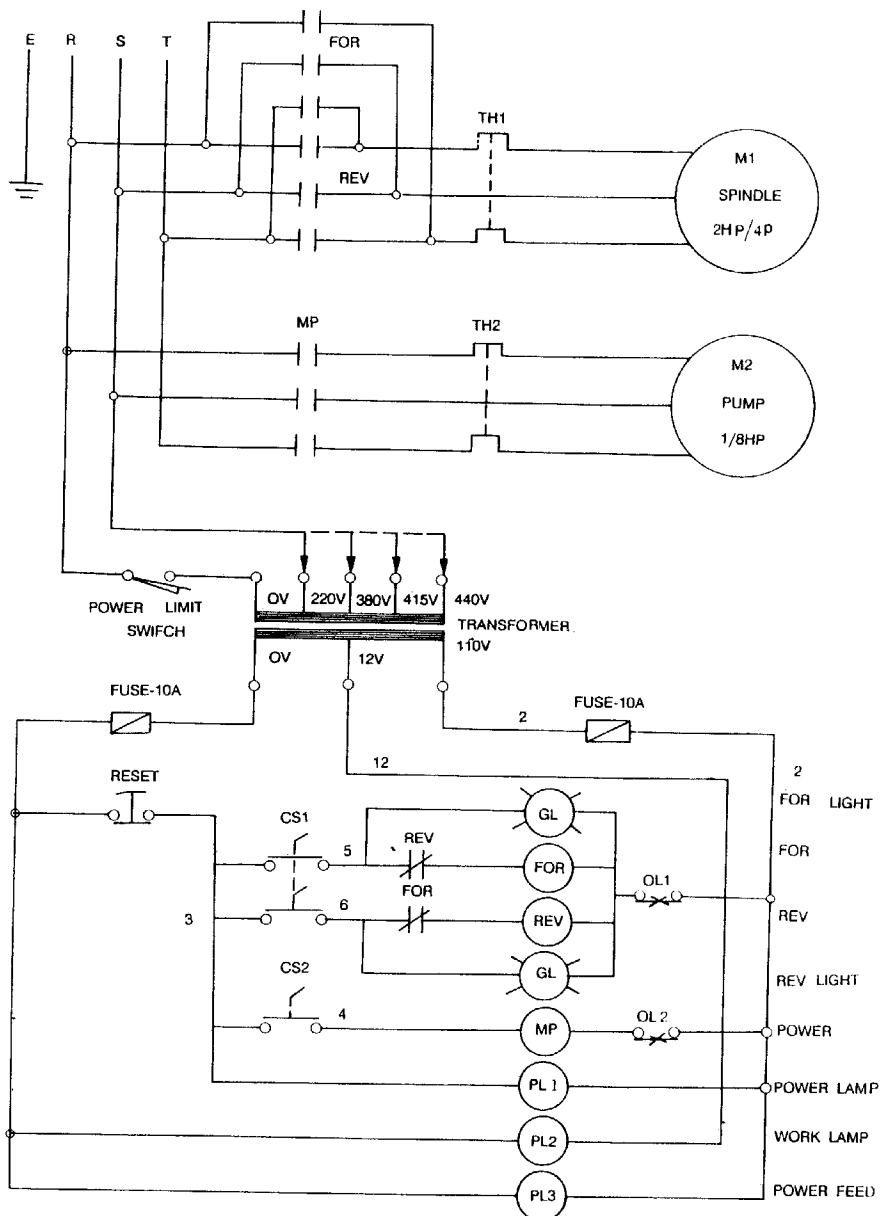 E R S T
FOR
TH1
REV
M1
SPINDLE
2HP/4P
MP
TH2
M2
PUMP
1/8HP
0V 220V 380V 415V 440V
POWER LIMIT
SWIFCH
TRANSFORMER
110V
0V 12V
FUSE-10A
2
FUSE-10A
12
2
RESET
FOR LIGHT
CS1
GL
5
REV
FOR
FOR
6
FOR
REV
OL1
REV
3
CS2
GL
REV LIGHT
4
MP
OL2
POWER
PL1
POWER LAMP
PL2
WORK LAMP
PL3
POWER FEED